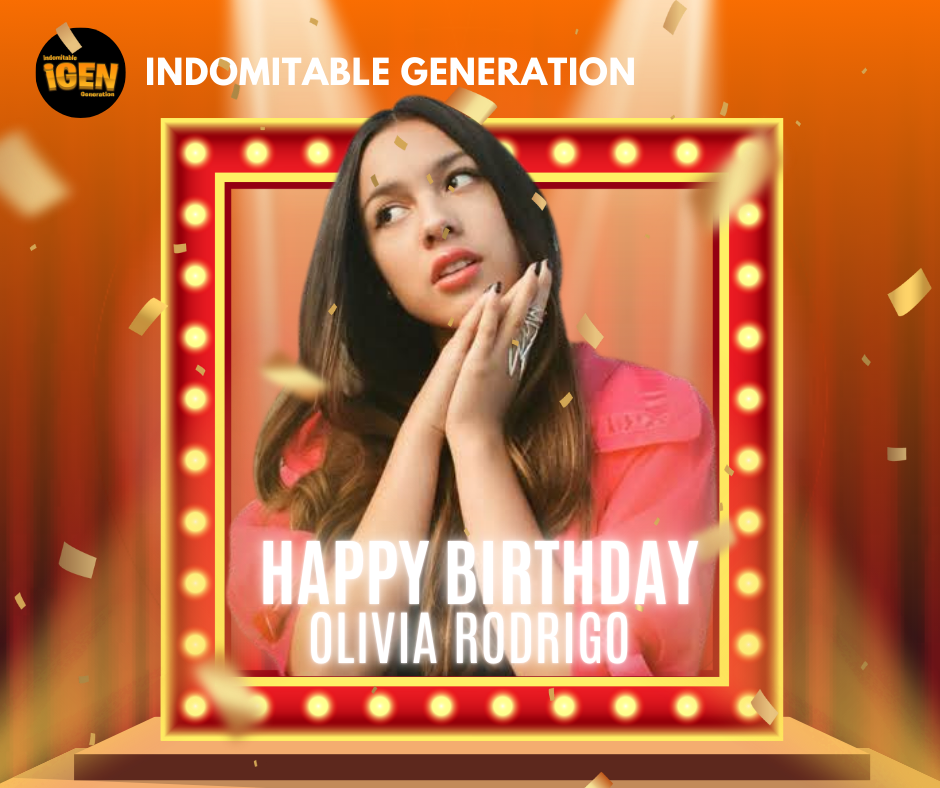 indomitable
iGEN
Generation
INDOMITABLE GENERATION
HAPPY BIRTHDAY
OLIVIA RODRIGO